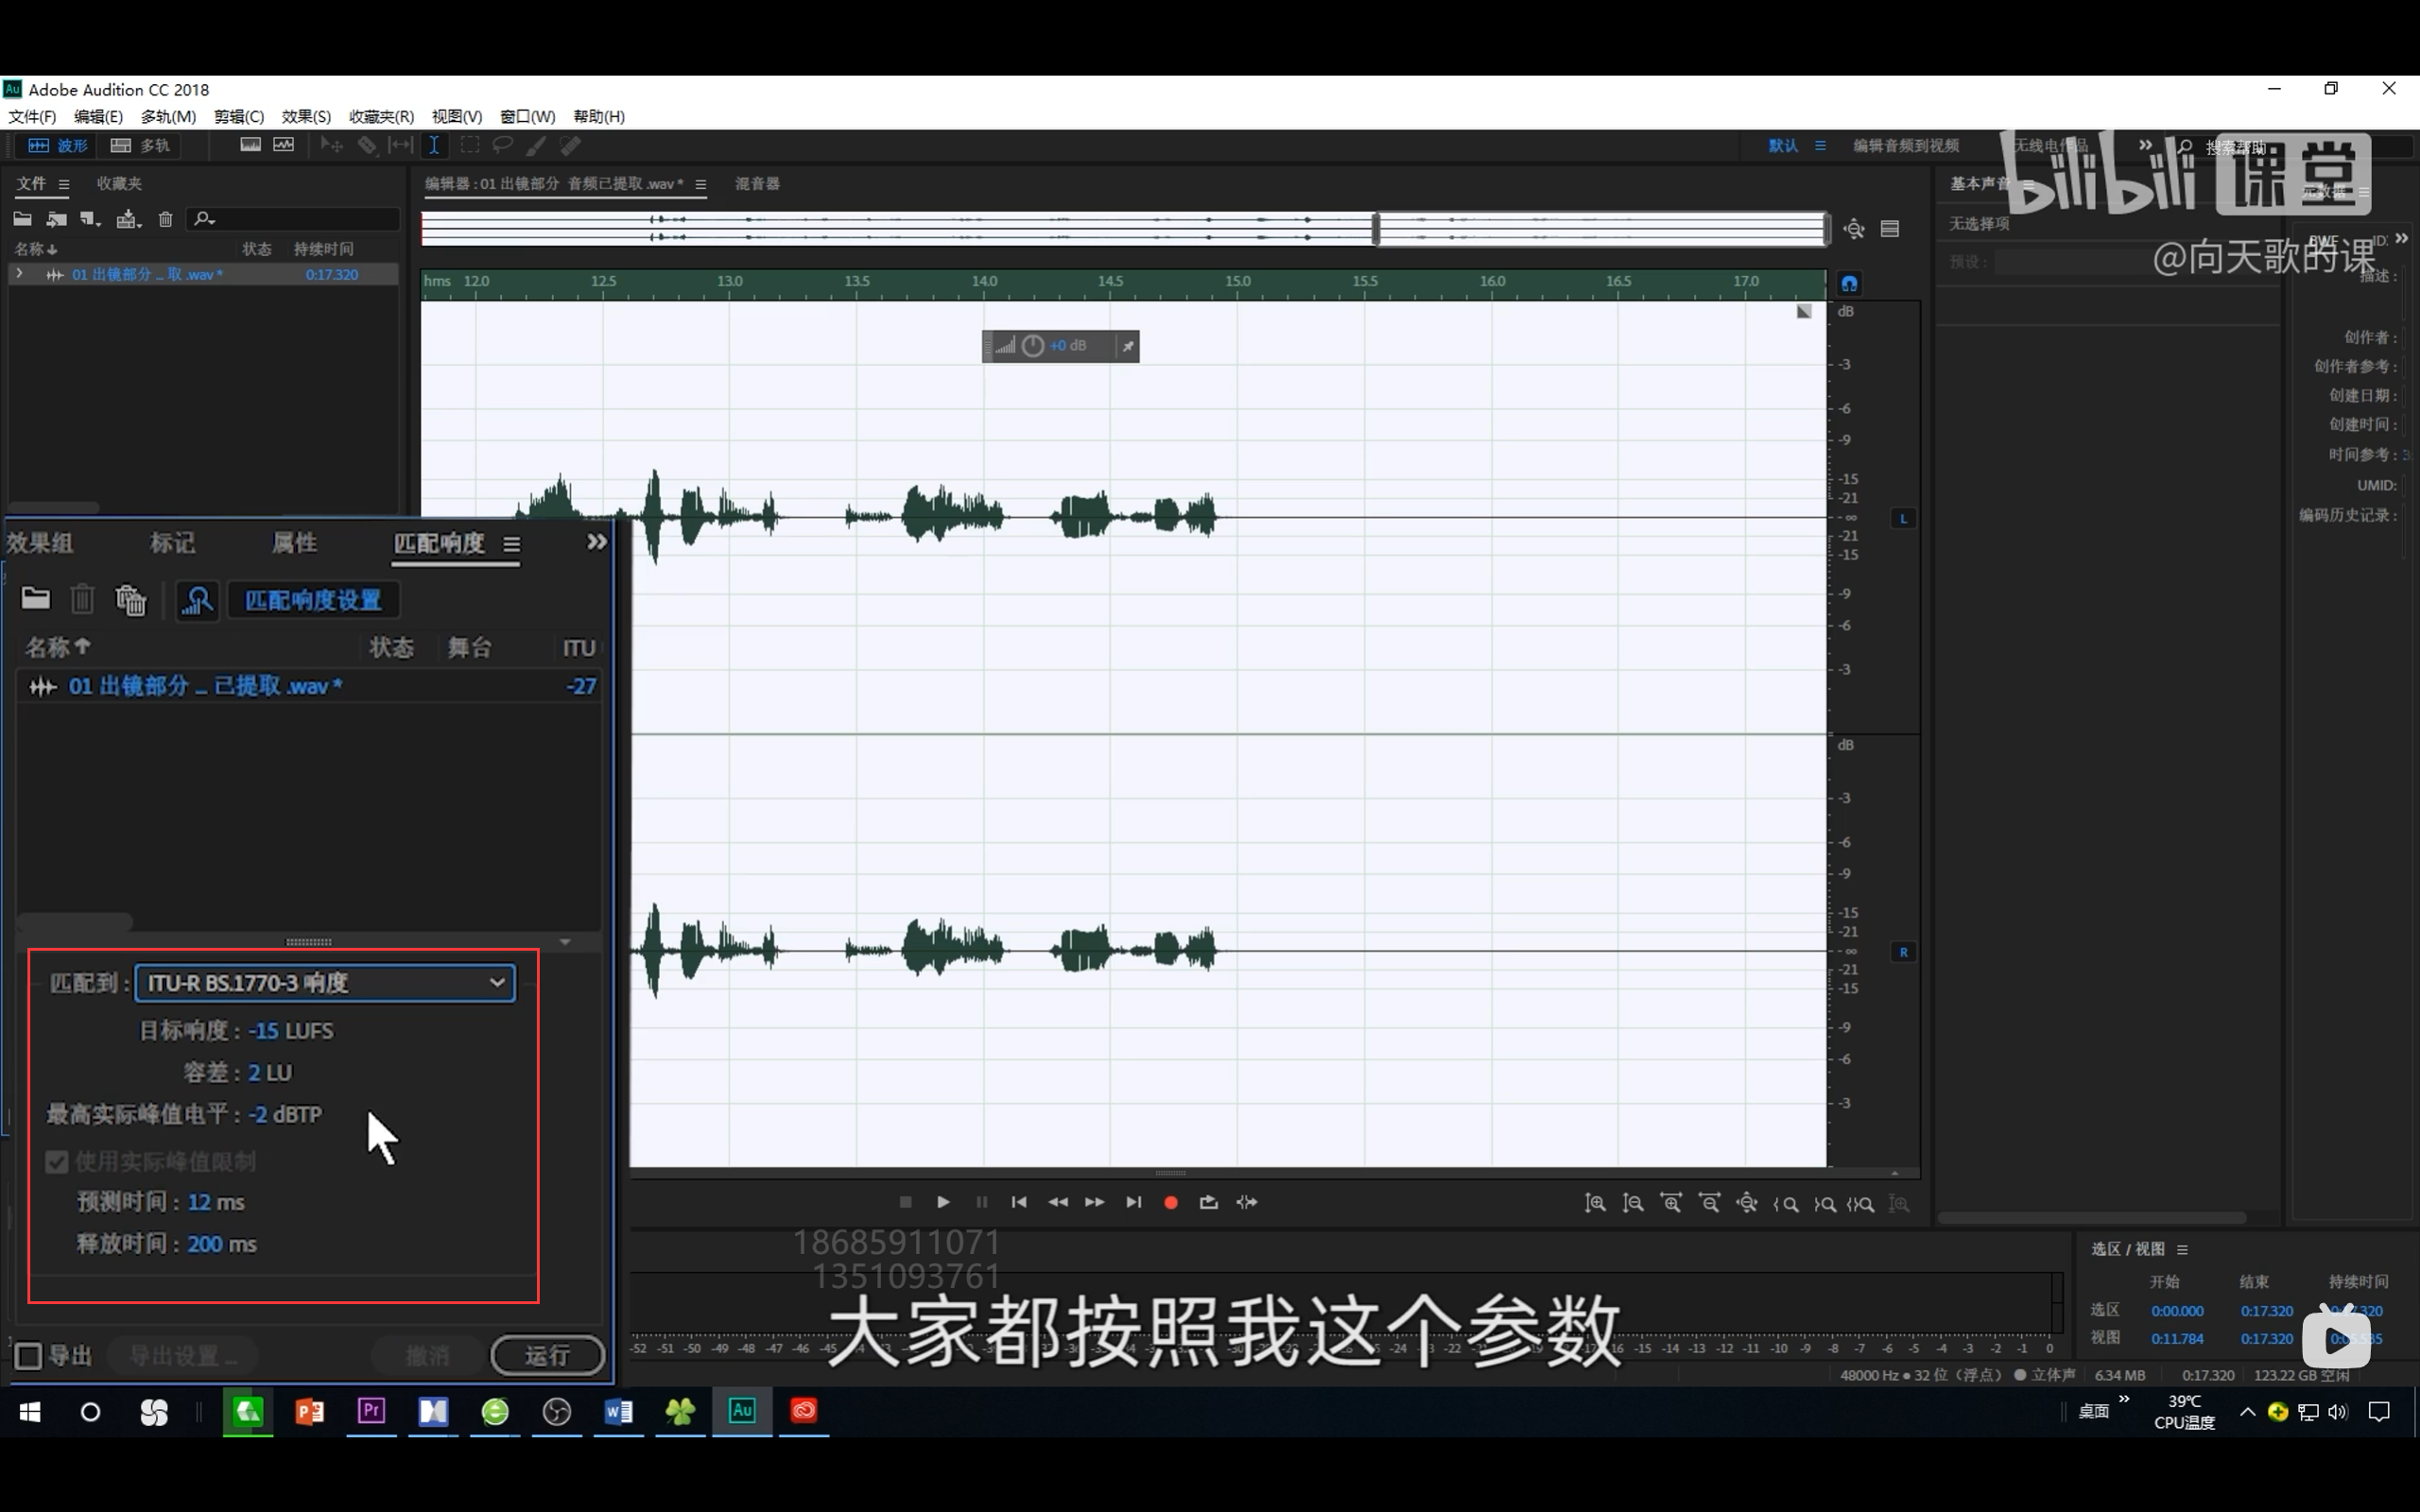 Adobe Audition CC 2018
文件(F) 编辑(E) 多轨(M) 剪辑(C) 效果(S) 收藏夹(R) 视图(V) 窗口(W) 帮助(H)
波形 多轨 默认 编辑音频到视频 无线电作品 搜索帮助
bilibili 课堂
@向天歌的课
文件 收藏夹
名称 状态 持续时间
01 出镜部分 _ 取 .wav * 0:17.320
编辑器 : 01 出镜部分 音频已提取 .wav * 混音器
hms 12.0 12.5 13.0 13.5 14.0 14.5 15.0 15.5 16.0 16.5 17.0
+0 dB
dB
-3
-6
-9
-15
-21
-∞
-21
-15
-9
-6
-3
L
dB
-3
-6
-9
-15
-21
-∞
-21
-15
-9
-6
-3
R
基本声音
无选择项
预设 :
元数据
BWF
描述 :
创作者 :
创作者参考 :
创建日期 :
创建时间 :
时间参考 :
UMID:
编码历史记录 :
效果组 标记 属性 匹配响度
匹配响度设置
名称 状态 舞台 ITU
01 出镜部分 _ 已提取 .wav * -27
匹配到 : ITU-R BS.1770-3 响度
目标响度 : -15 LUFS
容差 : 2 LU
最高实际峰值电平 : -2 dBTP
使用实际峰值限制
预测时间 : 12 ms
释放时间 : 200 ms
导出 导出设置 ... 撤消 运行
18685911071
1351093761
大家都按照我这个参数
-52 -51 -50 -49 -48 -47 -46 -45 -15 -14 -13 -12 -11 -10 -9 -8 -7 -6 -5 -4 -3 -2 -1 0
选区 / 视图
开始 结束 持续时间
选区 0:00.000 0:17.320
视图 0:11.784 0:17.320
48000 Hz ● 32 位（浮点） ● 立体声 6.34 MB 0:17.320 123.22 GB 空闲
Pr W Au
桌面 39℃
CPU温度